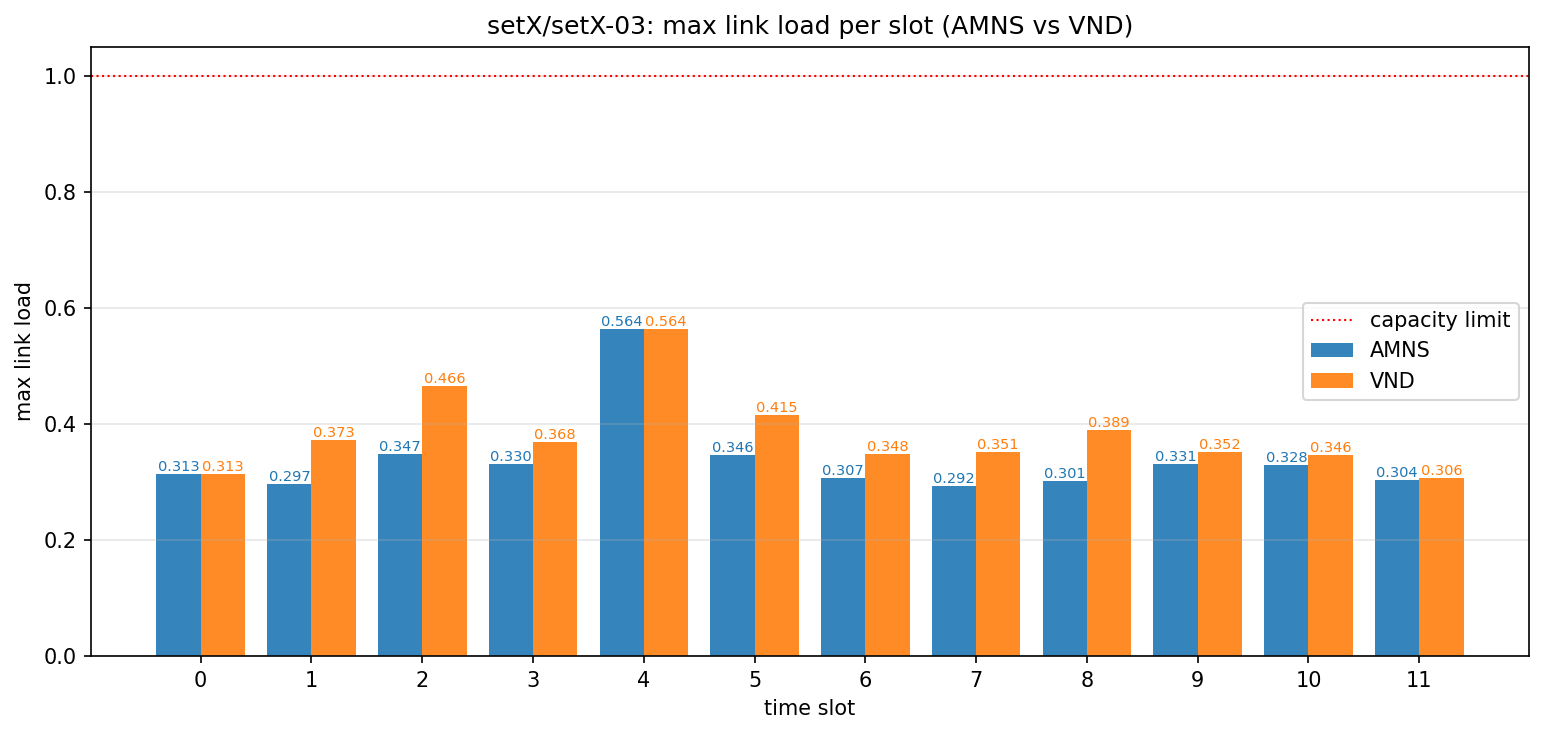 setX/setX-03: max link load per slot (AMNS vs VND)
max link load
1.0
0.8
0.6
0.4
0.2
0.0
0.313 0.313
0.297 0.373
0.347 0.466
0.330 0.368
0.564 0.564
0.346 0.415
0.307 0.348
0.292 0.351
0.301 0.389
0.331 0.352
0.328 0.346
0.304 0.306
capacity limit
AMNS
VND
0 1 2 3 4 5 6 7 8 9 10 11
time slot